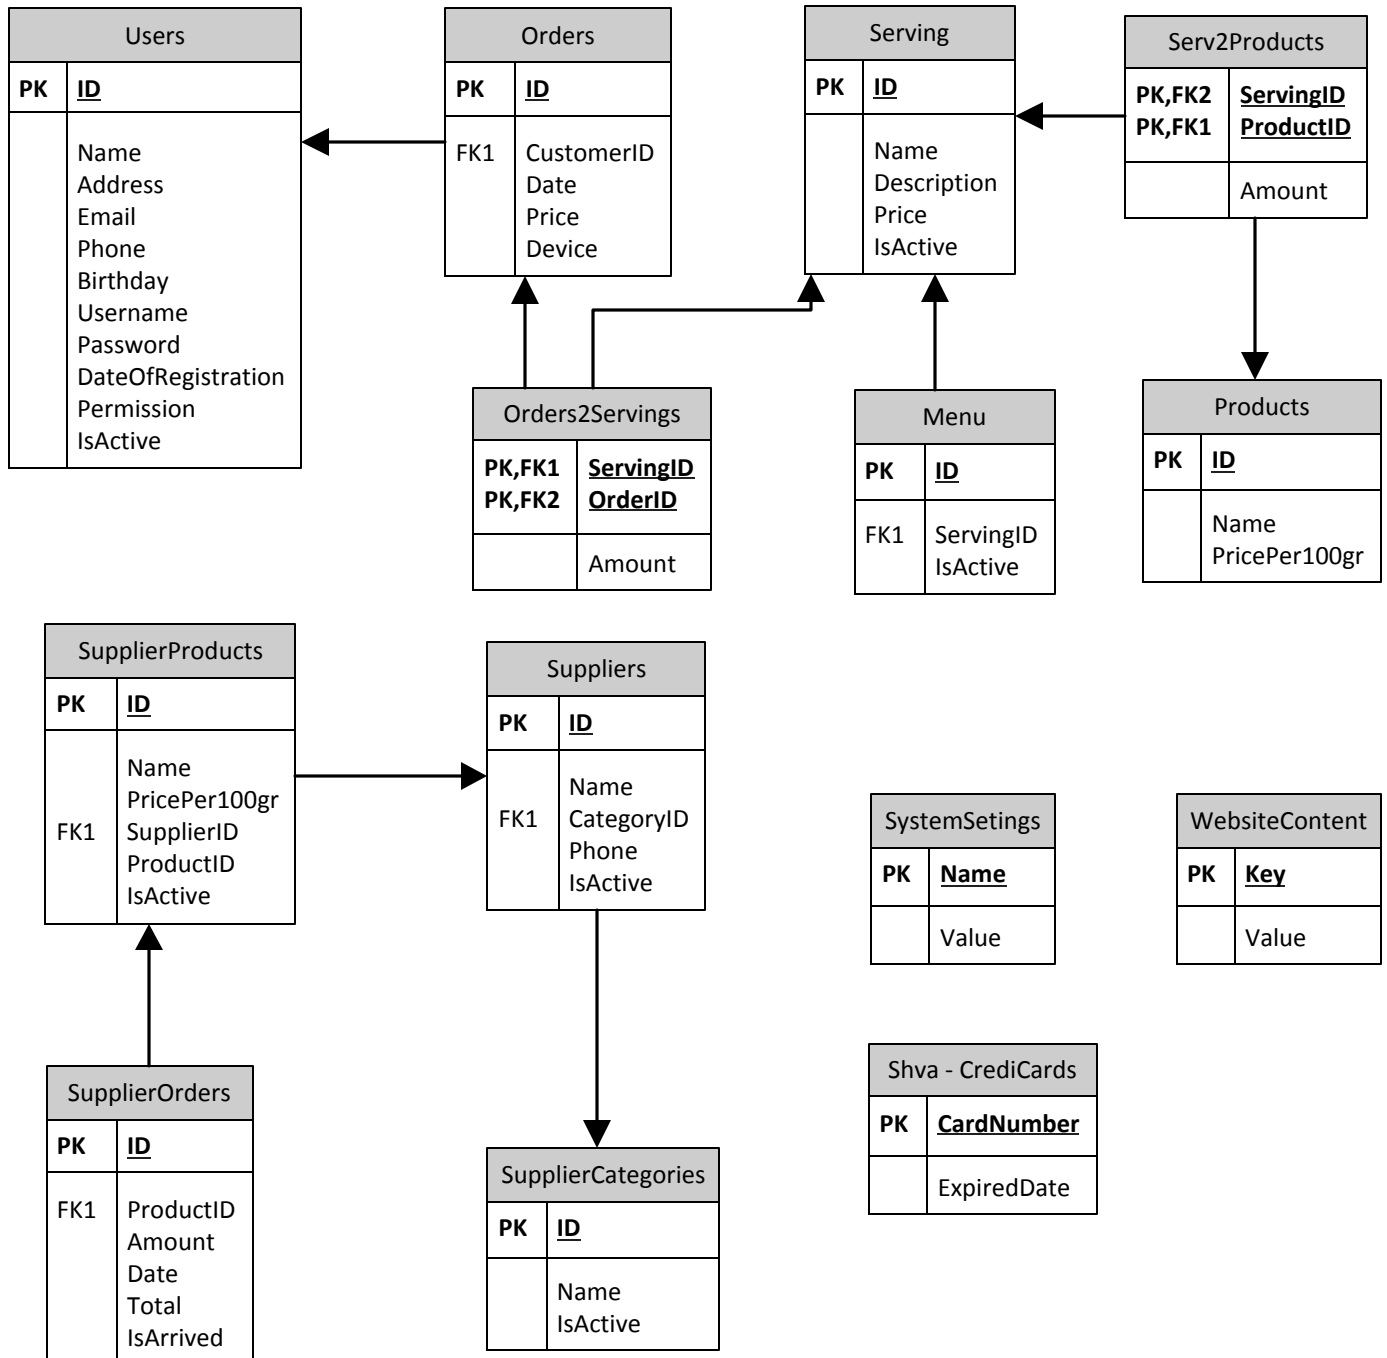 Users
PK ID
Name
Address
Email
Phone
Birthday
Username
Password
DateOfRegistration
Permission
IsActive
Orders
PK ID
FK1 CustomerID
Date
Price
Device
Serving
PK ID
Name
Description
Price
IsActive
Serv2Products
PK,FK2 ServingID
PK,FK1 ProductID
Amount
Orders2Servings
PK,FK1 ServingID
PK,FK2 OrderID
Amount
Menu
PK ID
FK1 ServingID
IsActive
Products
PK ID
Name
PricePer100gr
SupplierProducts
PK ID
Name
PricePer100gr
FK1 SupplierID
ProductID
IsActive
Suppliers
PK ID
Name
FK1 CategoryID
Phone
IsActive
SystemSetings
PK Name
Value
WebsiteContent
PK Key
Value
SupplierOrders
PK ID
FK1 ProductID
Amount
Date
Total
IsArrived
SupplierCategories
PK ID
Name
IsActive
Shva - CrediCards
PK CardNumber
ExpiredDate